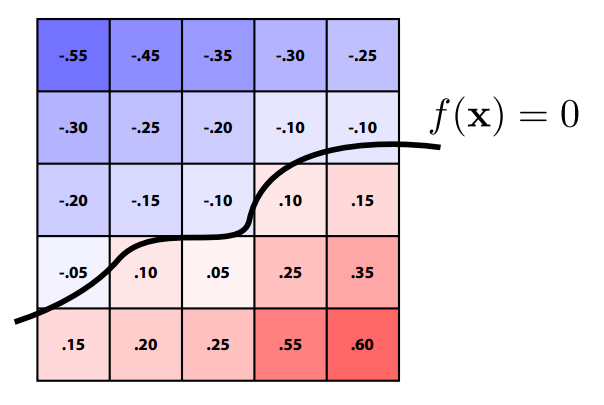 -.55 -.45 -.35 -.30 -.25
-.30 -.25 -.20 -.10 -.10
f(x) = 0
-.20 -.15 -.10 .10 .15
-.05 .10 .05 .25 .35
.15 .20 .25 .55 .60